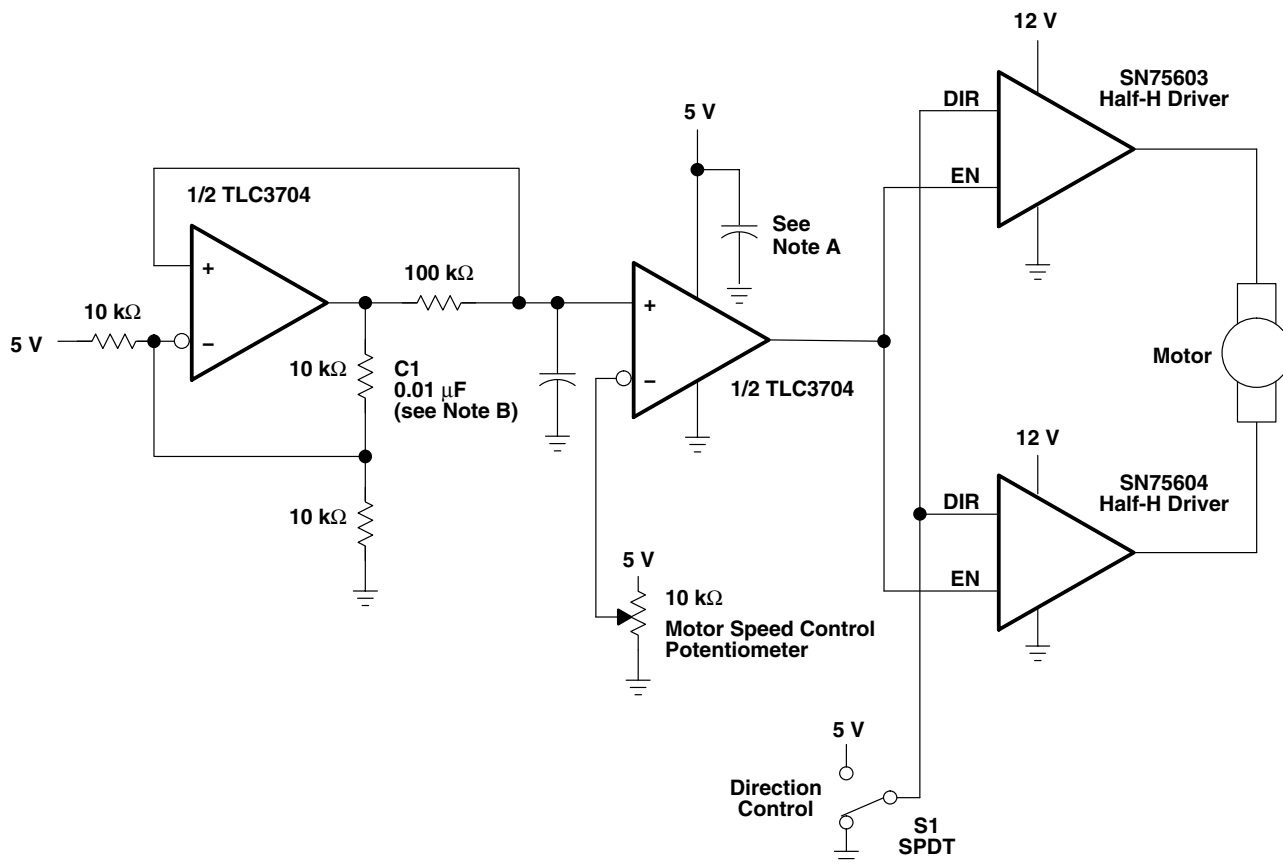 12 V
SN75603
Half-H Driver
DIR
5 V
EN
1/2 TLC3704
See
Note A
+
100 kΩ
10 kΩ
+
5 V
−
10 kΩ
C1
0.01 μF
(see Note B)
−
1/2 TLC3704
Motor
12 V
SN75604
Half-H Driver
DIR
10 kΩ
5 V
EN
10 kΩ
Motor Speed Control
Potentiometer
5 V
Direction
Control
S1
SPDT